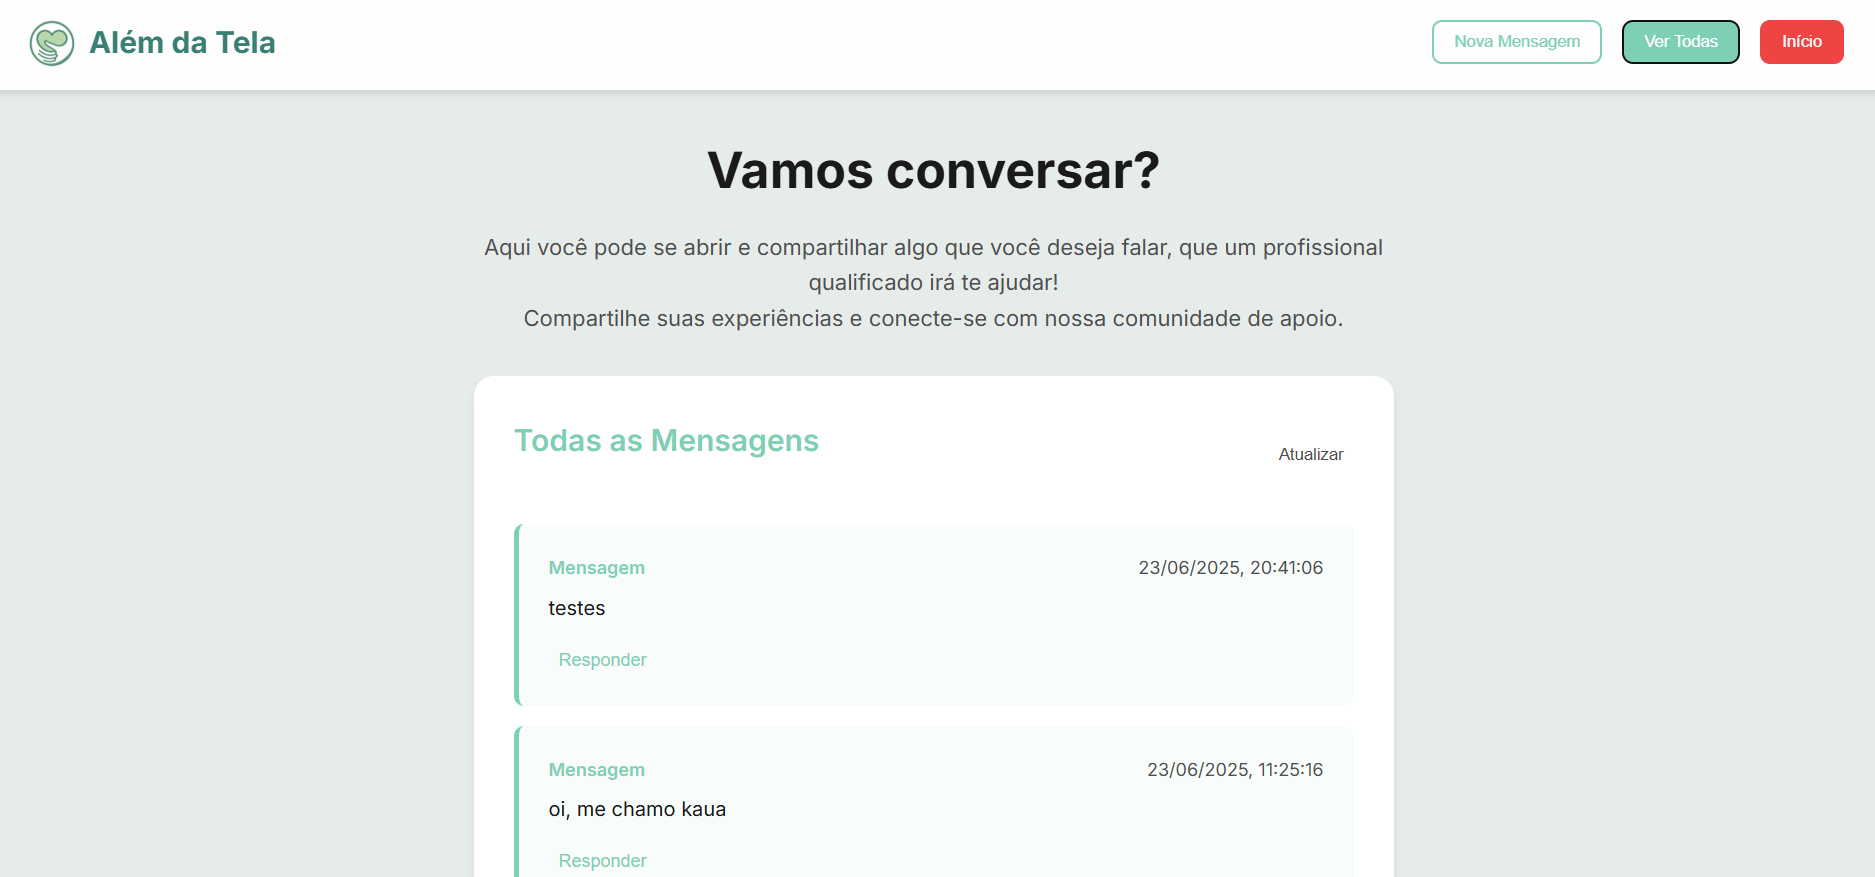 Além da Tela
Nova Mensagem
Ver Todas
Início
Vamos conversar?
Aqui você pode se abrir e compartilhar algo que você deseja falar, que um profissional
qualificado irá te ajudar!
Compartilhe suas experiências e conecte-se com nossa comunidade de apoio.
Todas as Mensagens
Atualizar
Mensagem
23/06/2025, 20:41:06
testes
Responder
Mensagem
23/06/2025, 11:25:16
oi, me chamo kaua
Responder